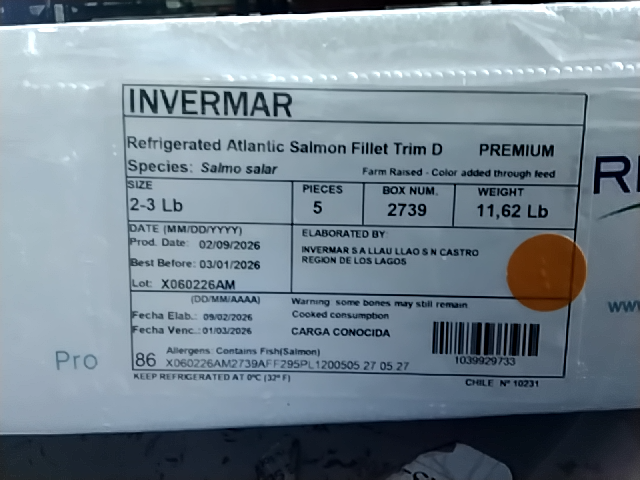 INVERMAR
Refrigerated Atlantic Salmon Fillet Trim D PREMIUM
Species: Salmo salar Farm Raised - Color added through feed
SIZE PIECES BOX NUM. WEIGHT
2-3 Lb 5 2739 11,62 Lb
DATE (MM/DD/YYYY)
Prod. Date: 02/09/2026
Best Before: 03/01/2026
Lot: X060226AM
ELABORATED BY:
INVERMAR S A LLAU LLAO S N CASTRO
REGION DE LOS LAGOS
(DD/MM/AAAA)
Fecha Elab.: 09/02/2026
Fecha Venc.: 01/03/2026
Warning some bones may still remain
Cooked consumption
CARGA CONOCIDA
1039929733
86 Allergens: Contains Fish(Salmon)
X060226AM2739AFF295PL1200505 27 05 27
KEEP REFRIGERATED AT 0ºC (32º F)
CHILE Nº 10231
Pro
R
www